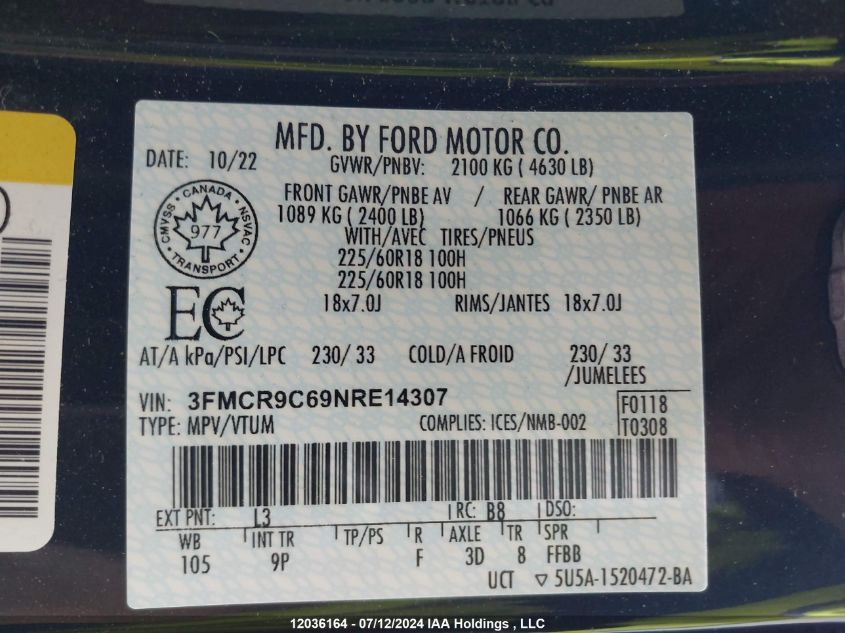 MFD. BY FORD MOTOR CO.
DATE: 10/22
GVWR/PNBV: 2100 KG ( 4630 LB)
FRONT GAWR/PNBE AV / REAR GAWR/ PNBE AR
1089 KG ( 2400 LB) 1066 KG ( 2350 LB)
WITH/AVEC TIRES/PNEUS
225/60R18 100H
225/60R18 100H
18x7.0J RIMS/JANTES 18x7.0J
CANADA
CMVSS NSVAC
977
TRANSPORT
EC
AT/A kPa/PSI/LPC 230/ 33 COLD/A FROID 230/ 33
/JUMELEES
VIN: 3FMCR9C69NRE14307
F0118
TYPE: MPV/VTUM COMPLIES: ICES/NMB-002
T0308
EXT PNT: L3 RC: B8 DSO:
WB INT TR TP/PS R AXLE TR SPR
105 9P F 3D 8 FFBB
UCT ▽ 5U5A-1520472-BA
12036164 - 07/12/2024 IAA Holdings , LLC